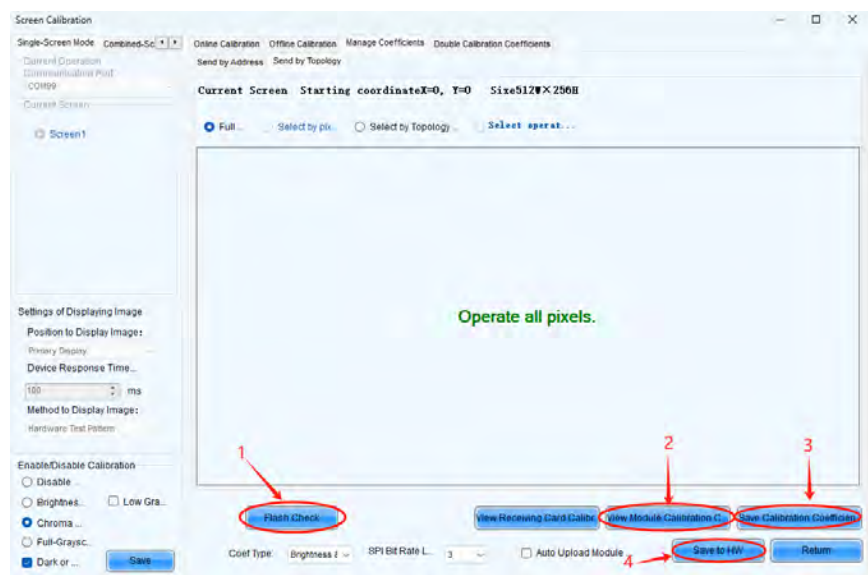 Screen Calibration
Single-Screen Mode Combined-Sc
Online Calibration Offline Calibration Manage Coefficients Double Calibration Coefficients
Current Operation
Send by Address Send by Topology
Communication Port
COM99
Current Screen Starting coordinateX=0, Y=0 Size512W×256H
Current Screen
Screen1
Full... Select by pix... Select by Topology... Select operat...
Operate all pixels.
Settings of Displaying Image
Position to Display Image:
Primary Display
Device Response Time...
100 ms
Method to Display Image:
Hardware Test Pattern
1
2
3
Enable/Disable Calibration
Disable
Brightnes... Low Gra...
Chroma ...
Full-Graysc...
Dark or ... Save
Flash Check View Receiving Card Calibr View Module Calibration C... Save Calibration Coefficien
Coef Type: Brightness & SPI Bit Rate L... 3 Auto Upload Module Save to HW Return
4